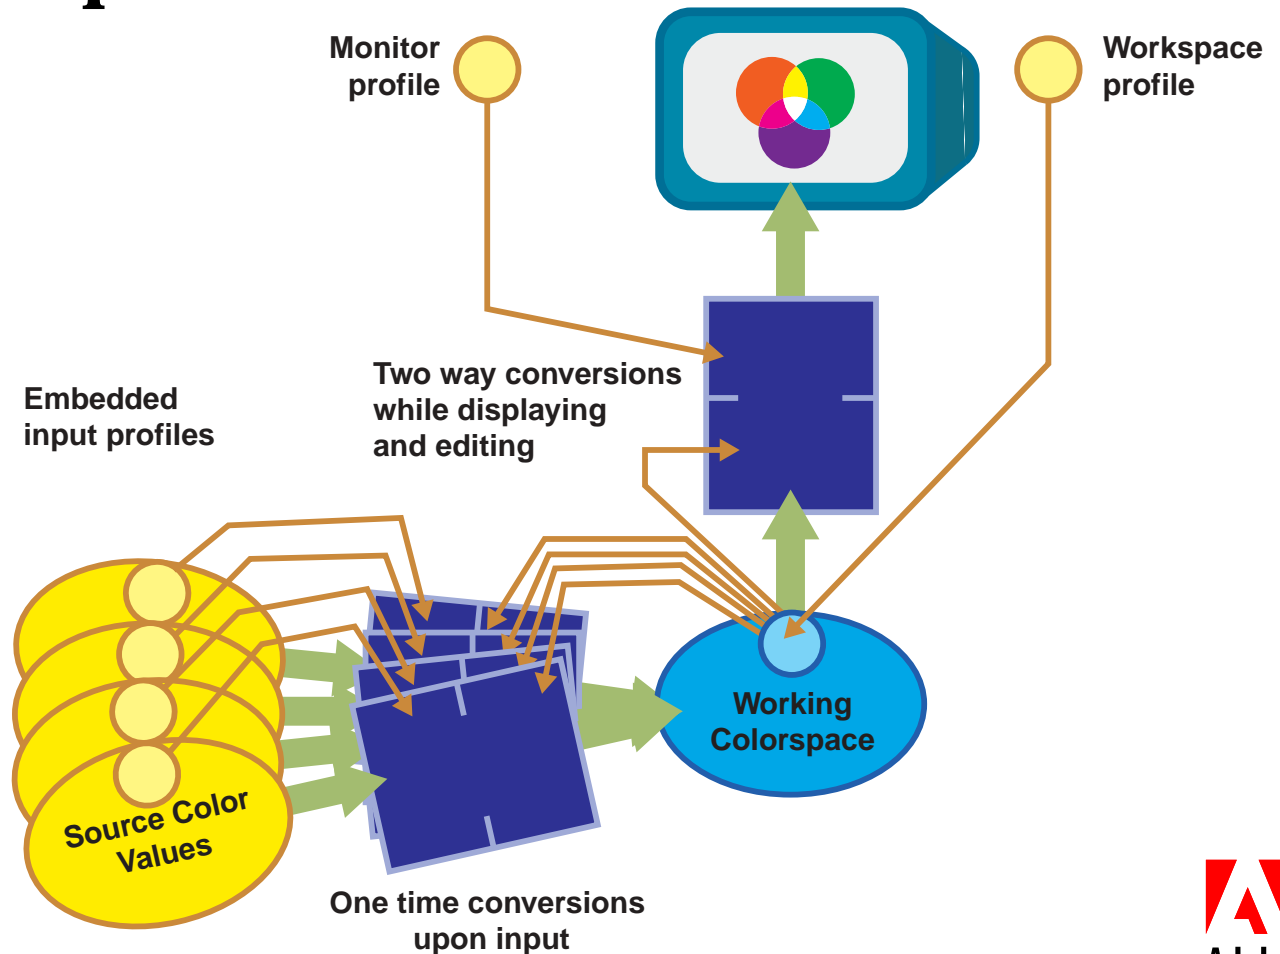 Monitor
profile
Workspace
profile
Two way conversions
while displaying
and editing
Embedded
input profiles
Working
Colorspace
Source Color
Values
One time conversions
upon input